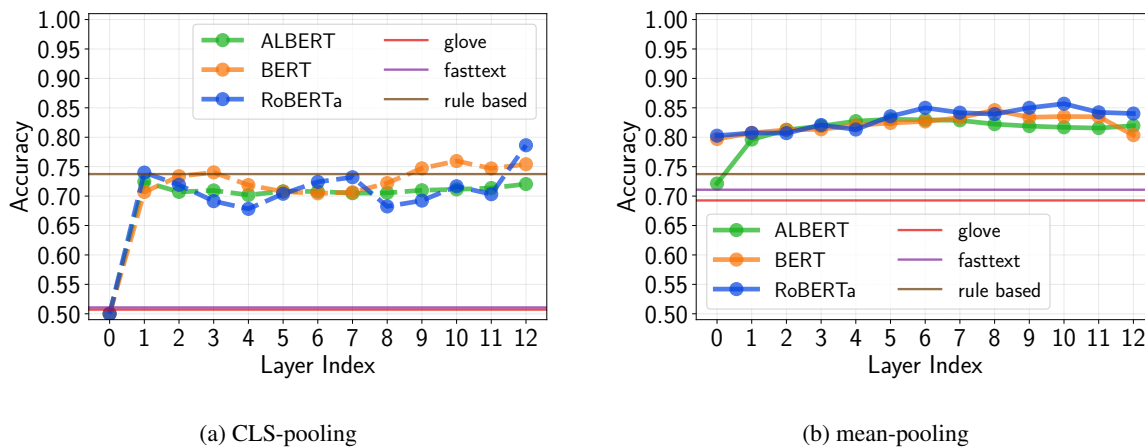 1.00
0.95
0.90
0.85
0.80
0.75
0.70
0.65
0.60
0.55
0.50
Accuracy
ALBERT
BERT
RoBERTa
glove
fasttext
rule based
0 1 2 3 4 5 6 7 8 9 10 11 12
Layer Index
(a) CLS-pooling
1.00
0.95
0.90
0.85
0.80
0.75
0.70
0.65
0.60
0.55
0.50
Accuracy
ALBERT
BERT
RoBERTa
glove
fasttext
rule based
0 1 2 3 4 5 6 7 8 9 10 11 12
Layer Index
(b) mean-pooling